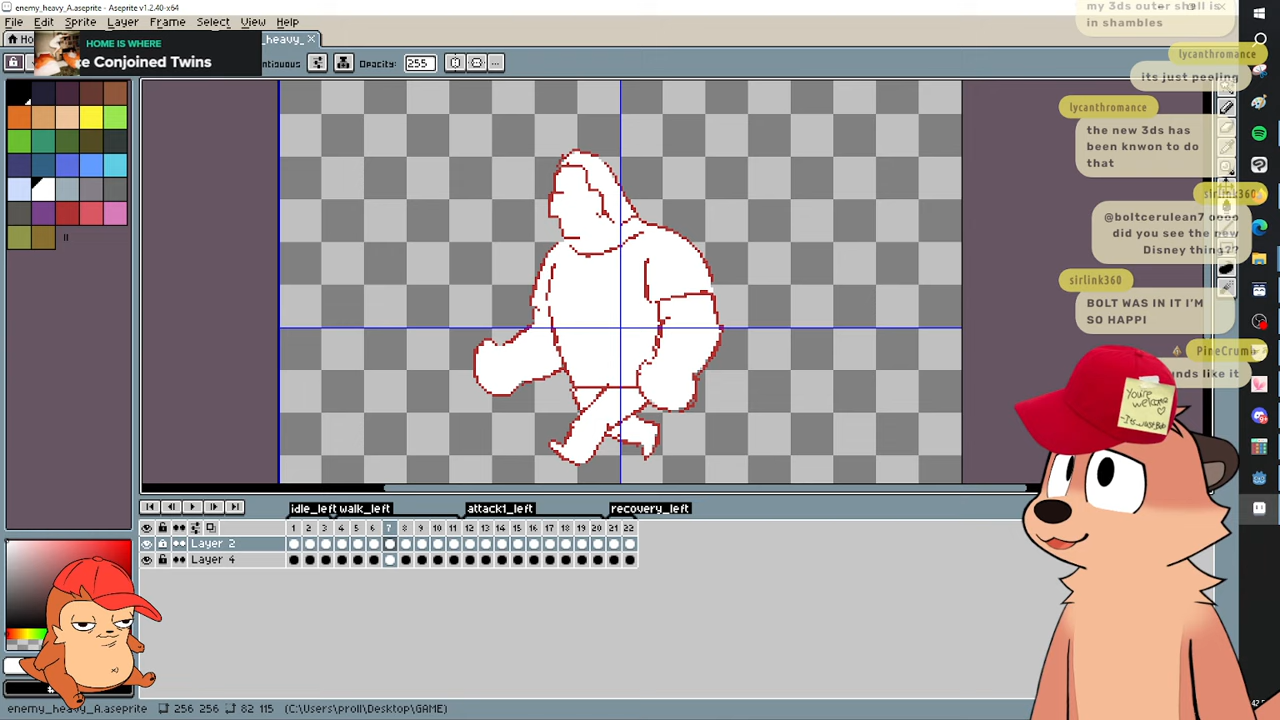 enemy_heavy_A.aseprite - Aseprite v1.2.40-x64
File Edit Sprite Layer Frame Select View Help
HOME IS WHERE
Conjoined Twins
_heavy_
Opacity: 255
my 3ds outer shell is
in shambles
lycanthromance
its just peeling
lycanthromance
the new 3ds has
been knwon to do
that
sirlink360
@boltcerulean7 oooo
did you see the new
Disney thing??
sirlink360
BOLT WAS IN IT I'M
SO HAPPI
PineCrumb
like it
You're
welcome
idle_left walk_left attack1_left recovery_left
1 2 3 4 5 6 7 8 9 10 11 12 13 14 15 16 17 18 19 20 21 22
Layer 2
Layer 4
enemy_heavy_A.aseprite 256 256 82 115 (C:\Users\proll\Desktop\GAME)